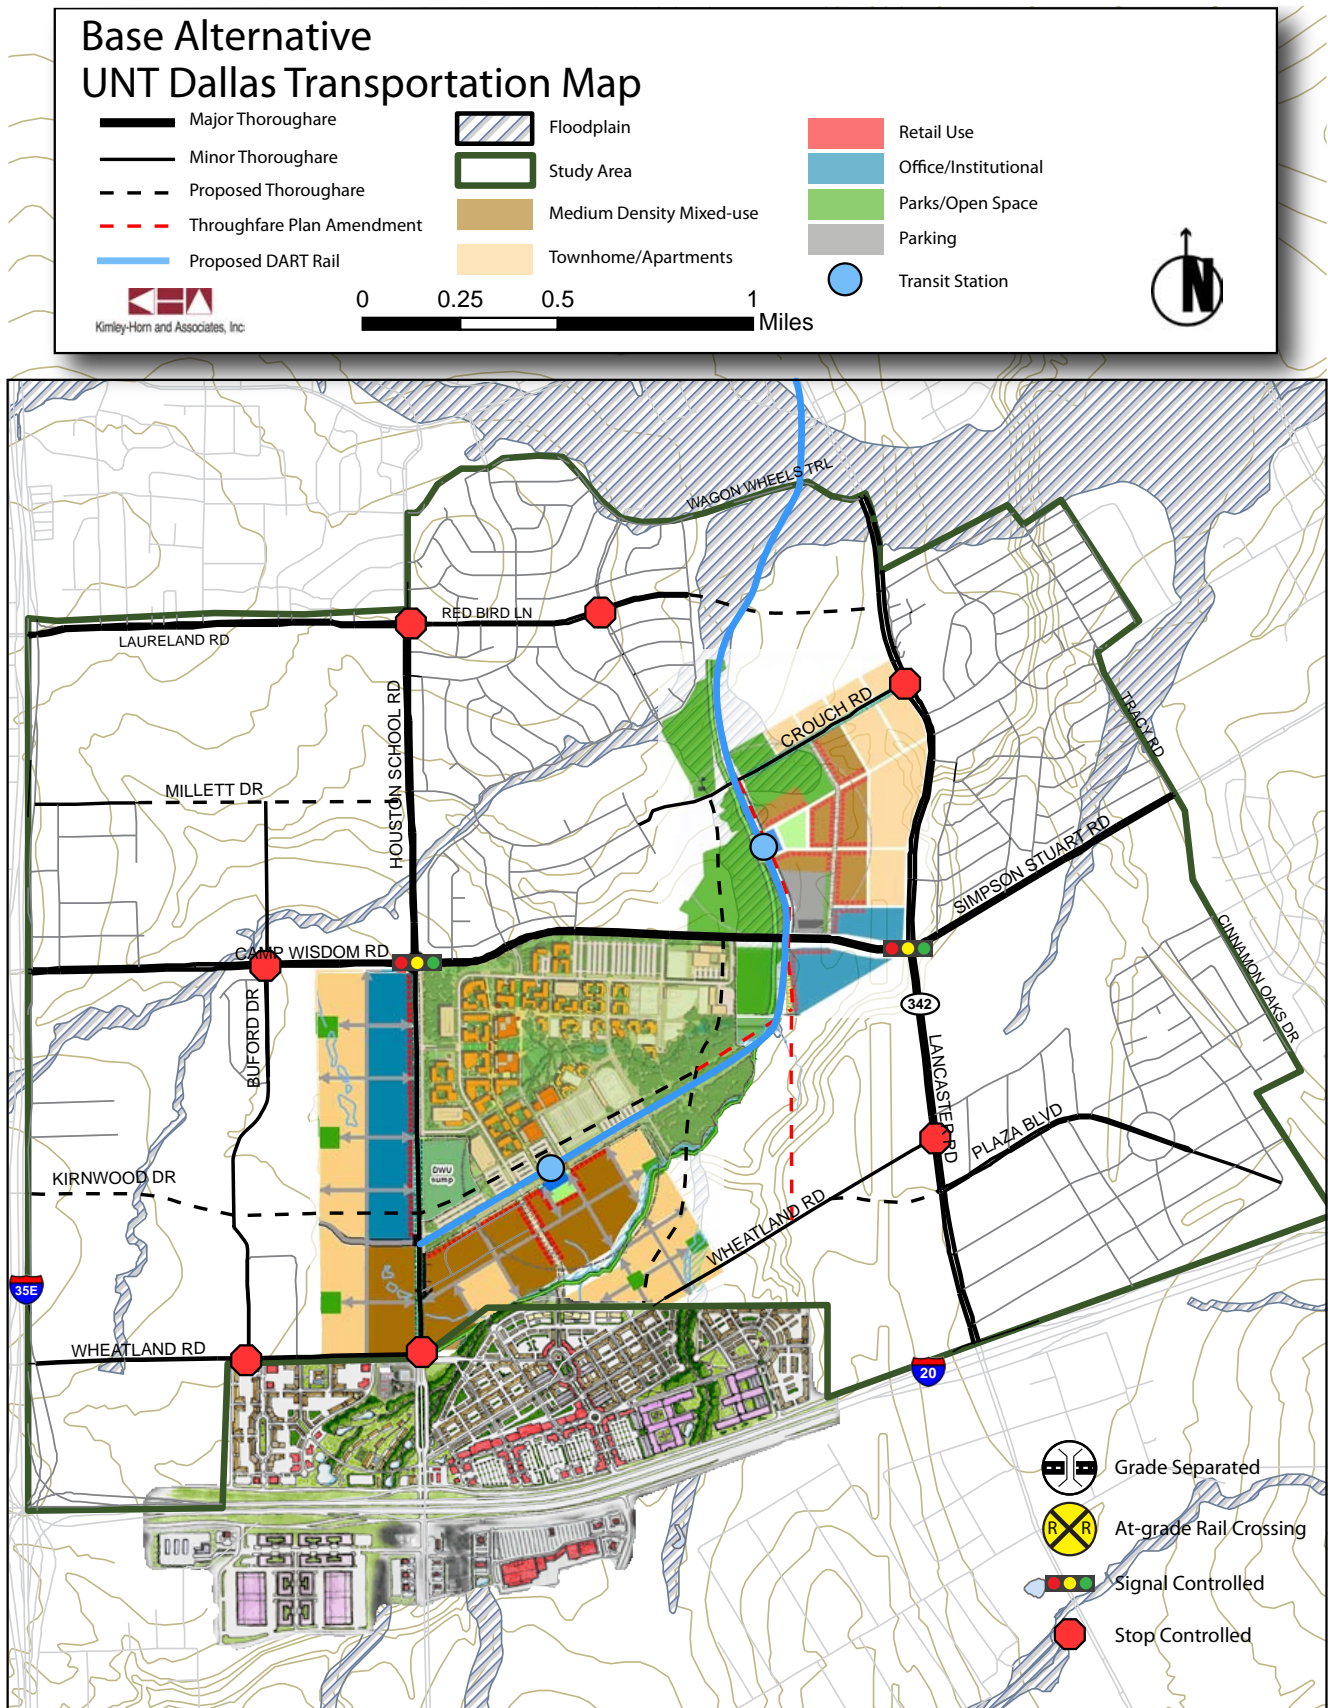 Base Alternative
UNT Dallas Transportation Map
Major Thoroughare
Minor Thoroughare
Proposed Thoroughare
Throughfare Plan Amendment
Proposed DART Rail
Floodplain
Study Area
Medium Density Mixed-use
Townhome/Apartments
Retail Use
Office/Institutional
Parks/Open Space
Parking
Transit Station
N
Kimley-Horn and Associates, Inc
0 0.25 0.5 1
Miles
WAGON WHEELS TRL
RED BIRD LN
LAURELAND RD
HOUSTON SCHOOL RD
CROUCH RD
TRACY RD
MILLETT DR
SIMPSON STUART RD
CAMP WISDOM RD
CINNAMON OAKS DR
342
BUFORD DR
LANCASTER RD
PLAZA BLVD
DWU
sump
KIRNWOOD DR
WHEATLAND RD
35E
WHEATLAND RD
20
Grade Separated
R R
At-grade Rail Crossing
Signal Controlled
Stop Controlled